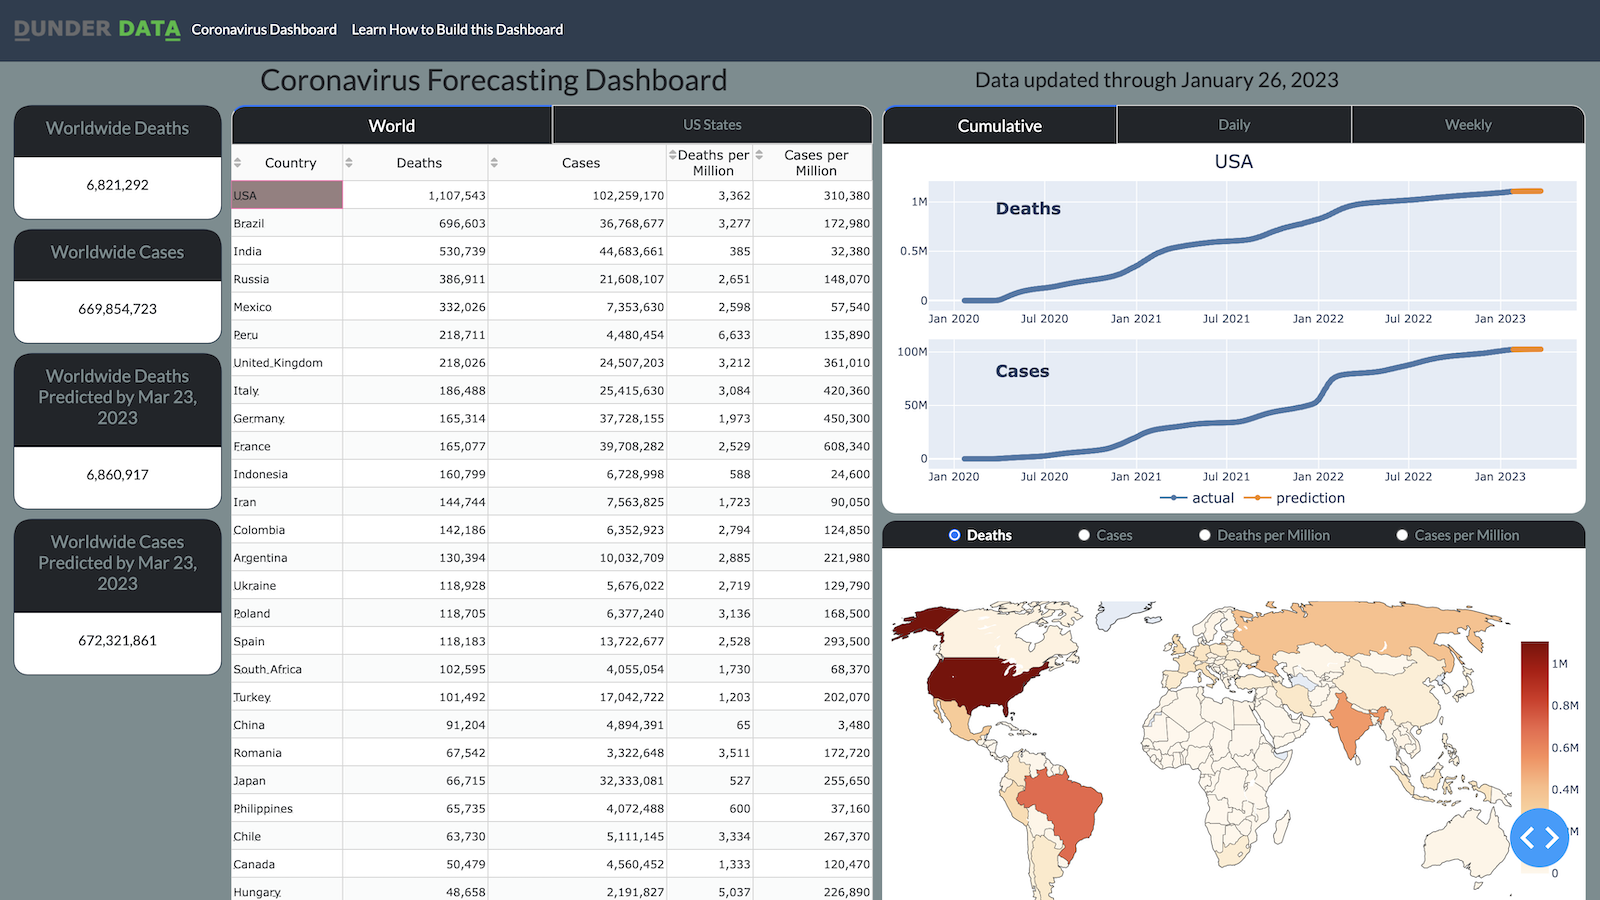 DUNDER DATA Coronavirus Dashboard Learn How to Build this Dashboard
Coronavirus Forecasting Dashboard
Data updated through January 26, 2023
Worldwide Deaths
6,821,292
Worldwide Cases
669,854,723
Worldwide Deaths
Predicted by Mar 23,
2023
6,860,917
Worldwide Cases
Predicted by Mar 23,
2023
672,321,861
World US States
Country Deaths Cases Deaths per Million Cases per Million
USA 1,107,543 102,259,170 3,362 310,380
Brazil 696,603 36,768,677 3,277 172,980
India 530,739 44,683,661 385 32,380
Russia 386,911 21,608,107 2,651 148,070
Mexico 332,026 7,353,630 2,598 57,540
Peru 218,711 4,480,454 6,633 135,890
United_Kingdom 218,026 24,507,203 3,212 361,010
Italy 186,488 25,415,630 3,084 420,360
Germany 165,314 37,728,155 1,973 450,300
France 165,077 39,708,282 2,529 608,340
Indonesia 160,799 6,728,998 588 24,600
Iran 144,744 7,563,825 1,723 90,050
Colombia 142,186 6,352,923 2,794 124,850
Argentina 130,394 10,032,709 2,885 221,980
Ukraine 118,928 5,676,022 2,719 129,790
Poland 118,705 6,377,240 3,136 168,500
Spain 118,183 13,722,677 2,528 293,500
South_Africa 102,595 4,055,054 1,730 68,370
Turkey 101,492 17,042,722 1,203 202,070
China 91,204 4,894,391 65 3,480
Romania 67,542 3,322,648 3,511 172,720
Japan 66,715 32,333,081 527 255,650
Philippines 65,735 4,072,488 600 37,160
Chile 63,730 5,111,145 3,334 267,370
Canada 50,479 4,560,452 1,333 120,470
Hungary 48,658 2,191,827 5,037 226,890
Cumulative Daily Weekly
USA
Deaths
1M
0.5M
0
Jan 2020 Jul 2020 Jan 2021 Jul 2021 Jan 2022 Jul 2022 Jan 2023
Cases
100M
50M
0
Jan 2020 Jul 2020 Jan 2021 Jul 2021 Jan 2022 Jul 2022 Jan 2023
actual prediction
Deaths Cases Deaths per Million Cases per Million
1M
0.8M
0.6M
0.4M
M
0